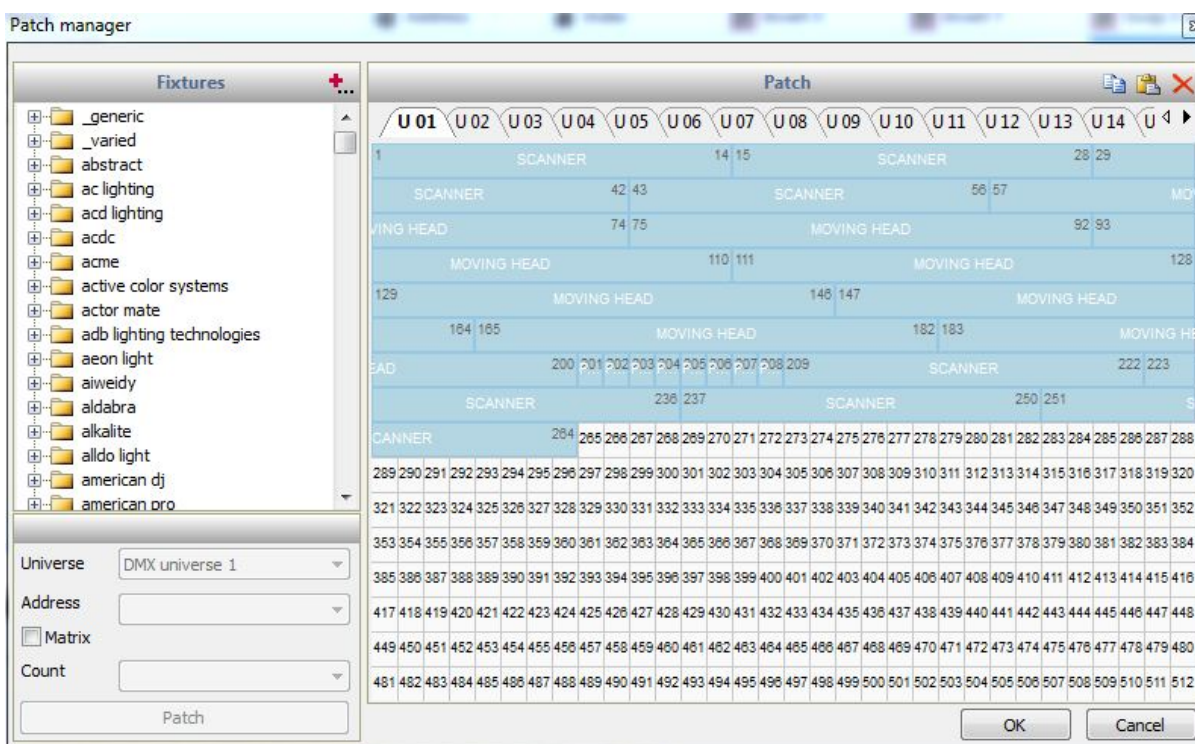 Patch manager
Fixtures
_generic
_varied
abstract
ac lighting
acd lighting
acdc
acme
active color systems
actor mate
adb lighting technologies
aeon light
aiweidy
aldabra
alkalite
alldo light
american dj
american pro
Universe DMX universe 1
Address
Matrix
Count
Patch
Patch
U 01 U 02 U 03 U 04 U 05 U 06 U 07 U 08 U 09 U 10 U 11 U 12 U 13 U 14 U
1 SCANNER 14 15 SCANNER 28 29
SCANNER 42 43 SCANNER 56 57 MO
VING HEAD 74 75 MOVING HEAD 92 93
MOVING HEAD 110 111 MOVING HEAD 128
129 MOVING HEAD 146 147 MOVING HEAD
164 165 MOVING HEAD 182 183 MOVING HE
EAD 200 201 202 203 204 205 206 207 208 209 SCANNER 222 223
SCANNER 236 237 SCANNER 250 251 S
CANNER 264 265 266 267 268 269 270 271 272 273 274 275 276 277 278 279 280 281 282 283 284 285 286 287 288
289 290 291 292 293 294 295 296 297 298 299 300 301 302 303 304 305 306 307 308 309 310 311 312 313 314 315 316 317 318 319 320
321 322 323 324 325 326 327 328 329 330 331 332 333 334 335 336 337 338 339 340 341 342 343 344 345 346 347 348 349 350 351 352
353 354 355 356 357 358 359 360 361 362 363 364 365 366 367 368 369 370 371 372 373 374 375 376 377 378 379 380 381 382 383 384
385 386 387 388 389 390 391 392 393 394 395 396 397 398 399 400 401 402 403 404 405 406 407 408 409 410 411 412 413 414 415 416
417 418 419 420 421 422 423 424 425 426 427 428 429 430 431 432 433 434 435 436 437 438 439 440 441 442 443 444 445 446 447 448
449 450 451 452 453 454 455 456 457 458 459 460 461 462 463 464 465 466 467 468 469 470 471 472 473 474 475 476 477 478 479 480
481 482 483 484 485 486 487 488 489 490 491 492 493 494 495 496 497 498 499 500 501 502 503 504 505 506 507 508 509 510 511 512
OK Cancel